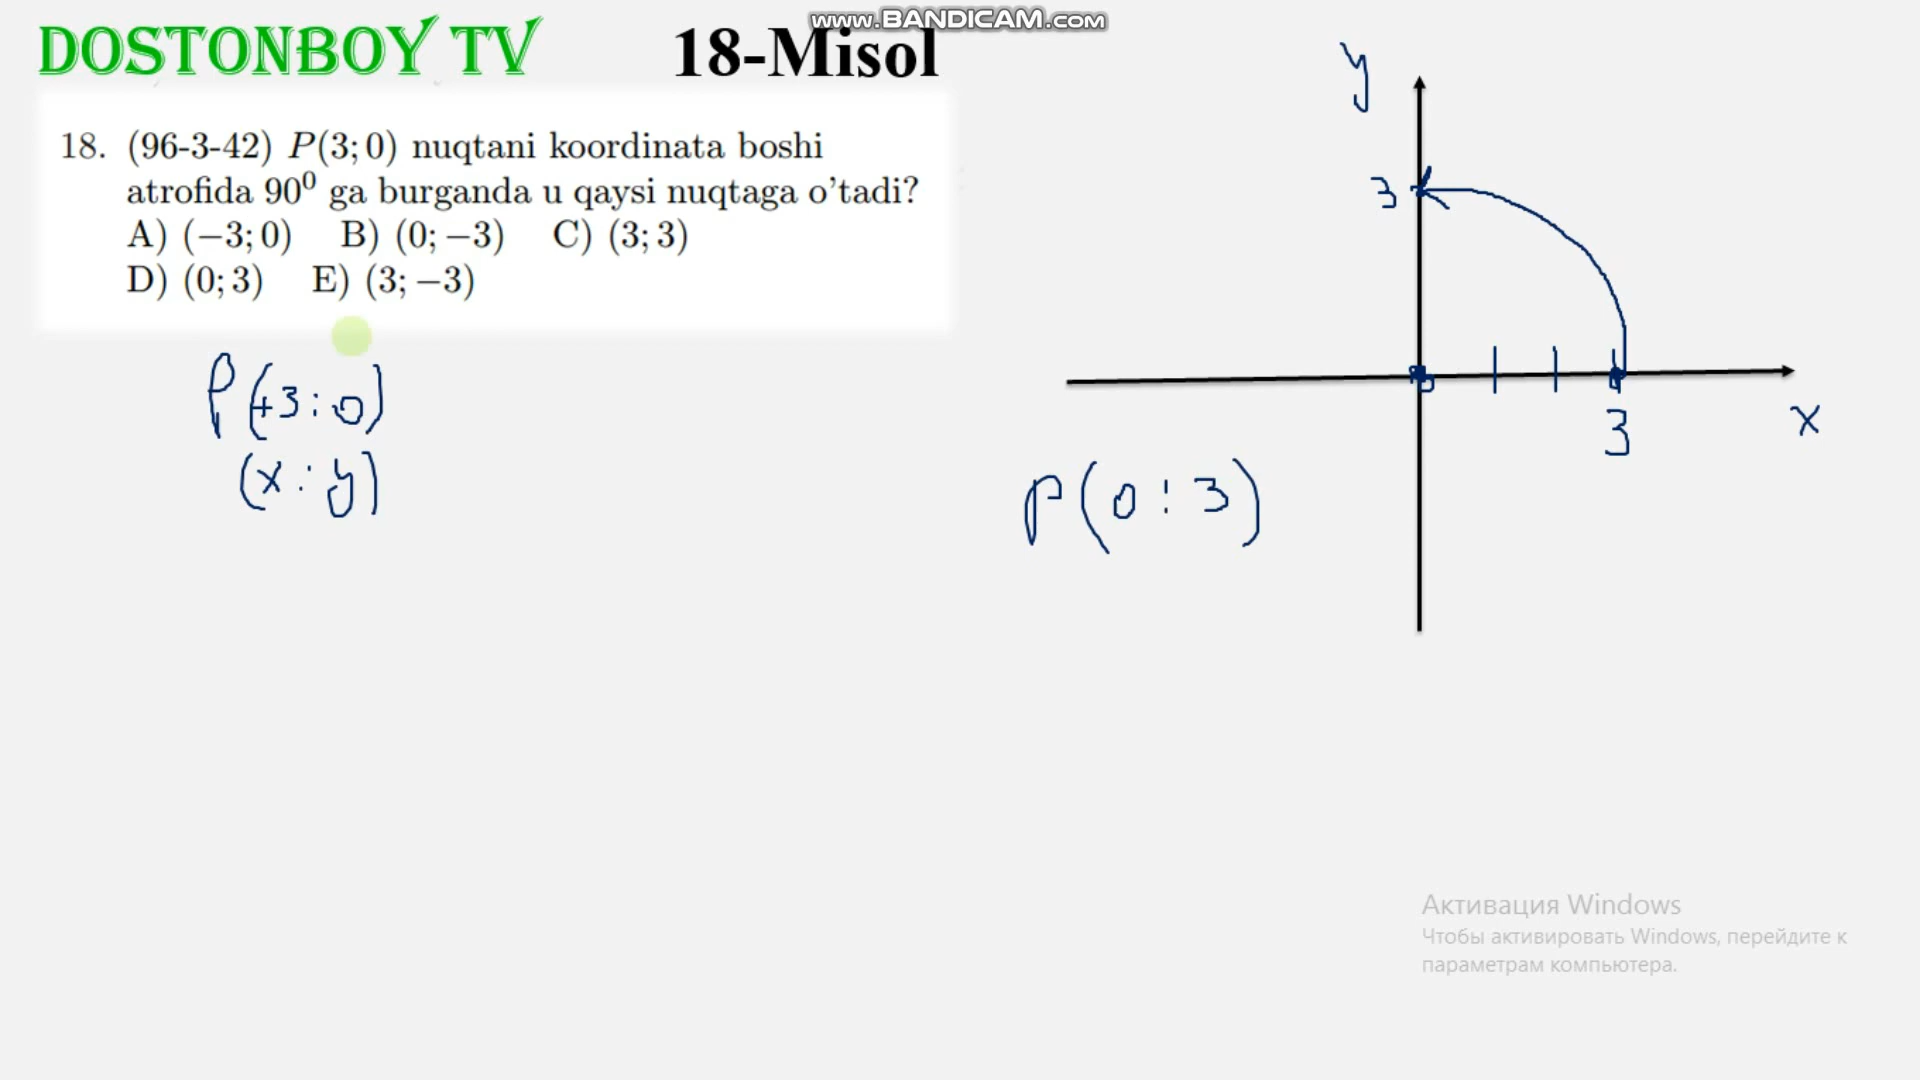 www.BANDICAM.com
DOSTONBOY TV
18-Misol
18. (96-3-42) P(3; 0) nuqtani koordinata boshi
atrofida 90⁰ ga burganda u qaysi nuqtaga o'tadi?
A) (−3; 0) B) (0; −3) C) (3; 3)
D) (0; 3) E) (3; −3)
P(+3:0)
(x:y)
y
3
0
3
x
P(0:3)
Активация Windows
Чтобы активировать Windows, перейдите к
параметрам компьютера.